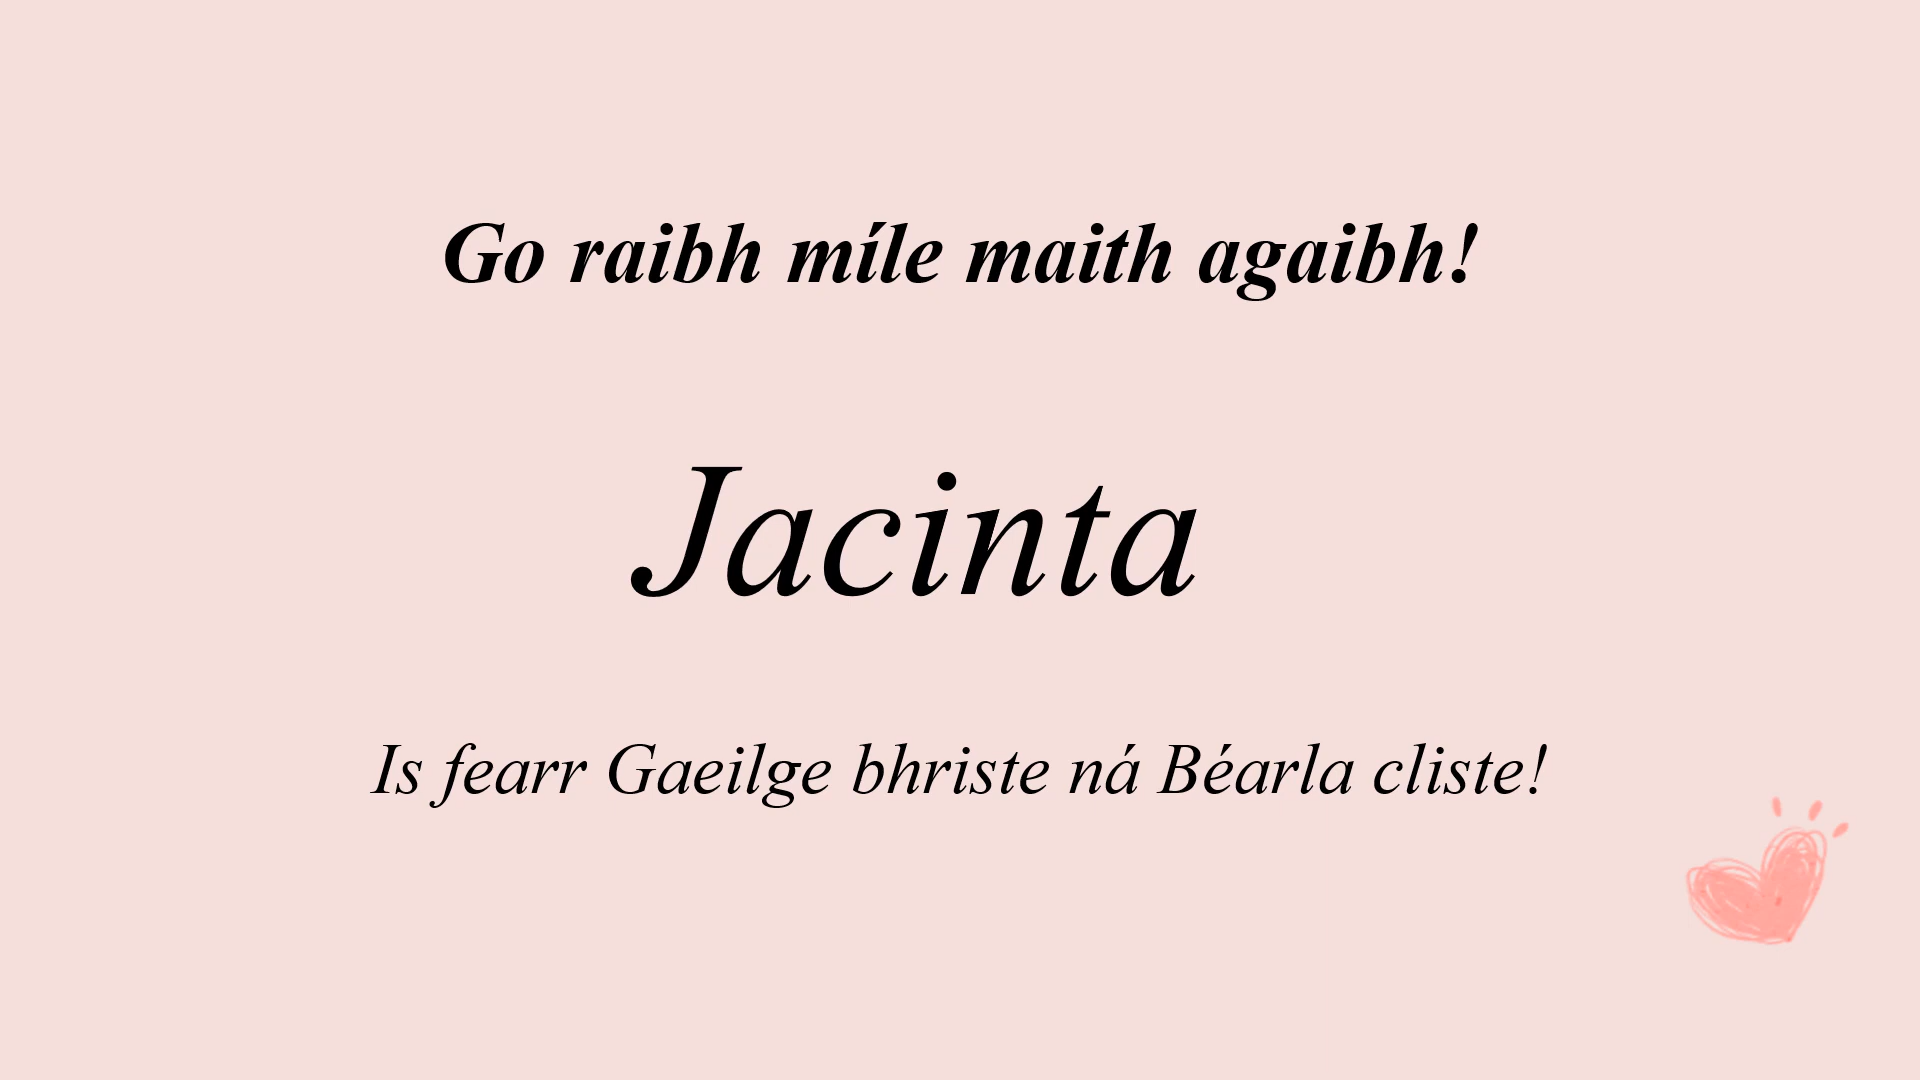 Go raibh míle maith agaibh!
Jacinta
Is fearr Gaeilge bhriste ná Béarla cliste!